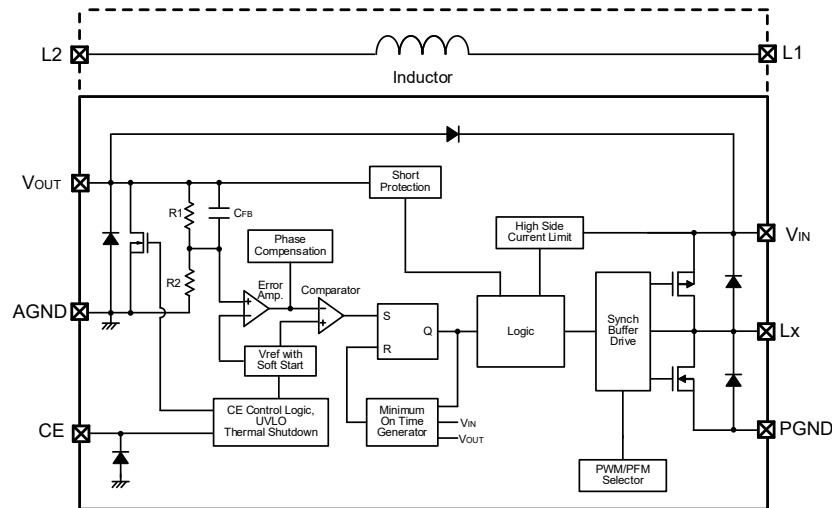 L2
L1
Inductor
VOUT
Short
Protection
R1
CFB
High Side
Current Limit
VIN
Phase
Compensation
R2
Error
Amp.
Comparator
+
−
−
+
AGND
S
Q
R
Logic
Synch
Buffer
Drive
Lx
Vref with
Soft Start
CE Control Logic,
UVLO
Thermal Shutdown
Minimum
On Time
Generator
VIN
VOUT
CE
PGND
PWM/PFM
Selector